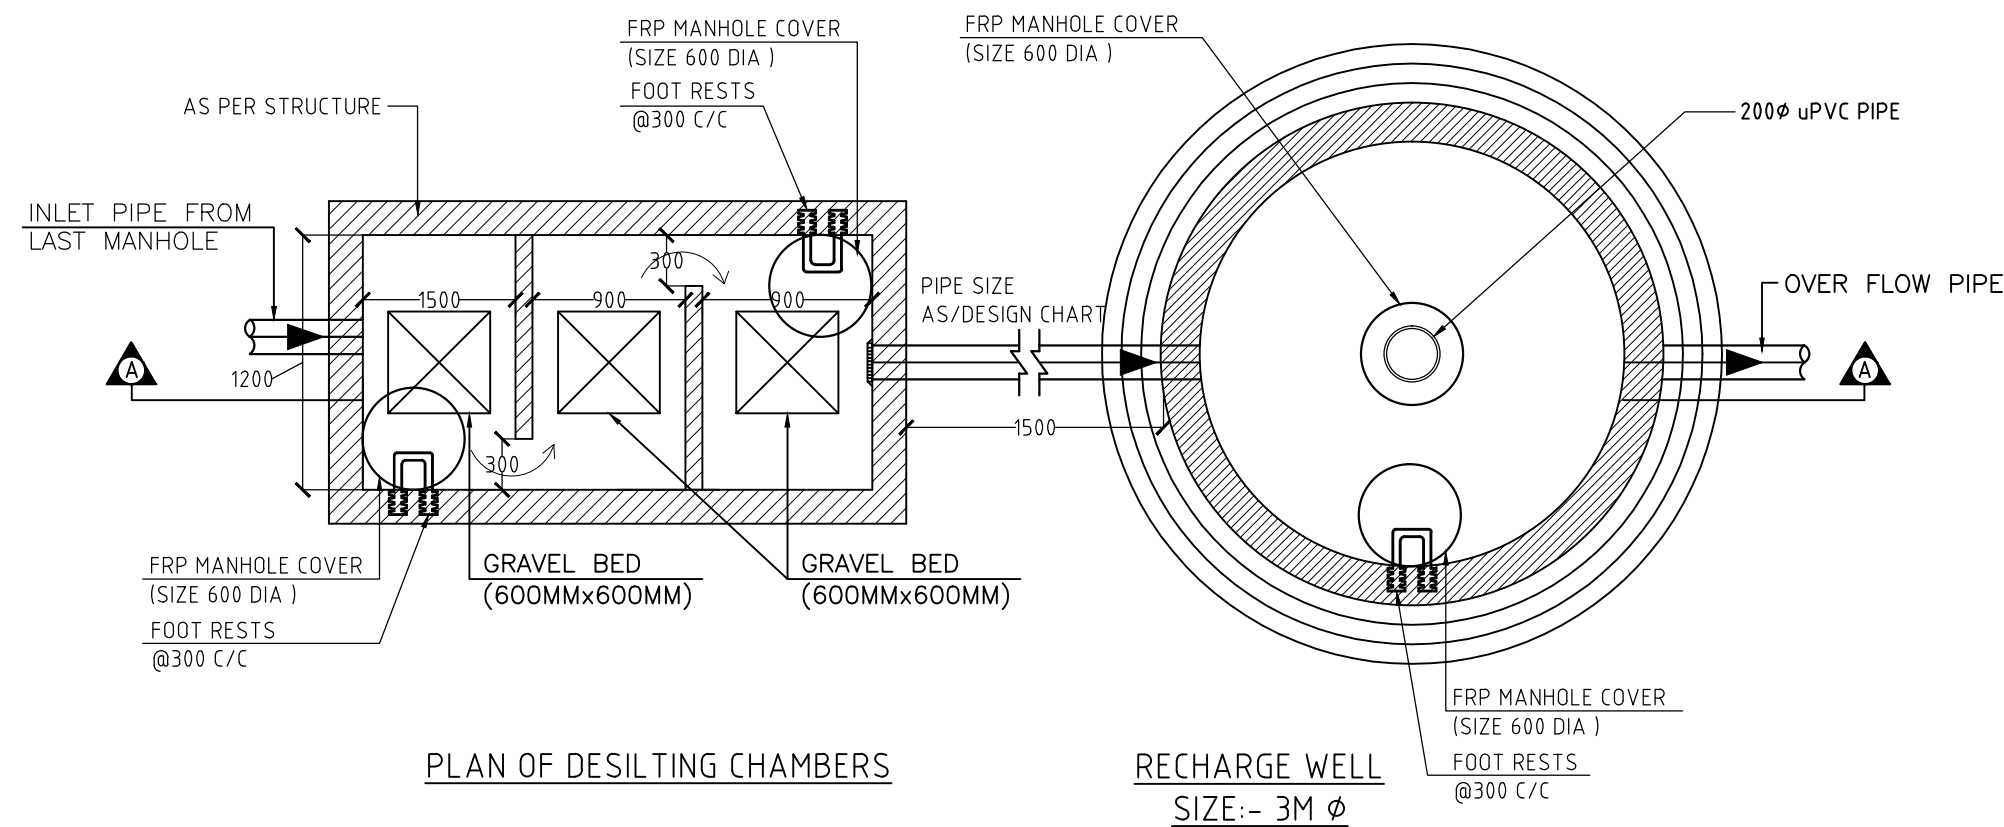 FRP MANHOLE COVER
(SIZE 600 DIA )
FOOT RESTS
@300 C/C
AS PER STRUCTURE
INLET PIPE FROM
LAST MANHOLE
300
1500
900
900
1200
A
300
FRP MANHOLE COVER
(SIZE 600 DIA )
FOOT RESTS
@300 C/C
GRAVEL BED
(600MMx600MM)
GRAVEL BED
(600MMx600MM)
PLAN OF DESILTING CHAMBERS
FRP MANHOLE COVER
(SIZE 600 DIA )
200Ø uPVC PIPE
PIPE SIZE
AS/DESIGN CHART
OVER FLOW PIPE
A
1500
FRP MANHOLE COVER
(SIZE 600 DIA )
FOOT RESTS
@300 C/C
RECHARGE WELL
SIZE:- 3M Ø